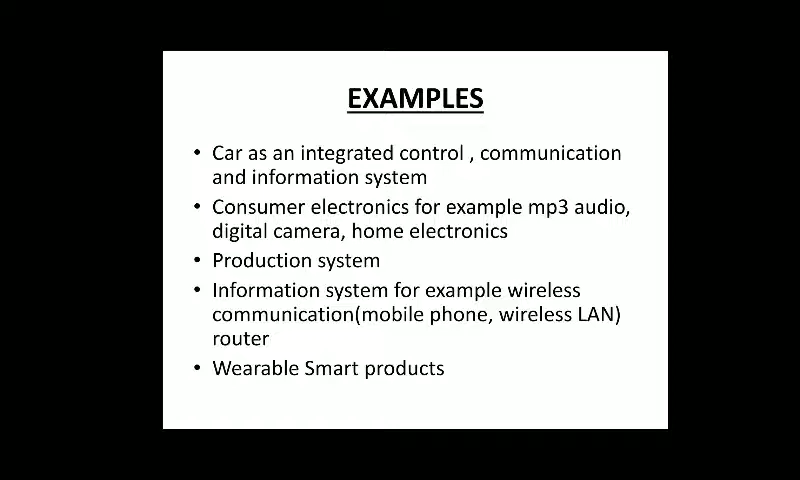 EXAMPLES
• Car as an integrated control , communication
and information system
• Consumer electronics for example mp3 audio,
digital camera, home electronics
• Production system
• Information system for example wireless
communication(mobile phone, wireless LAN)
router
• Wearable Smart products